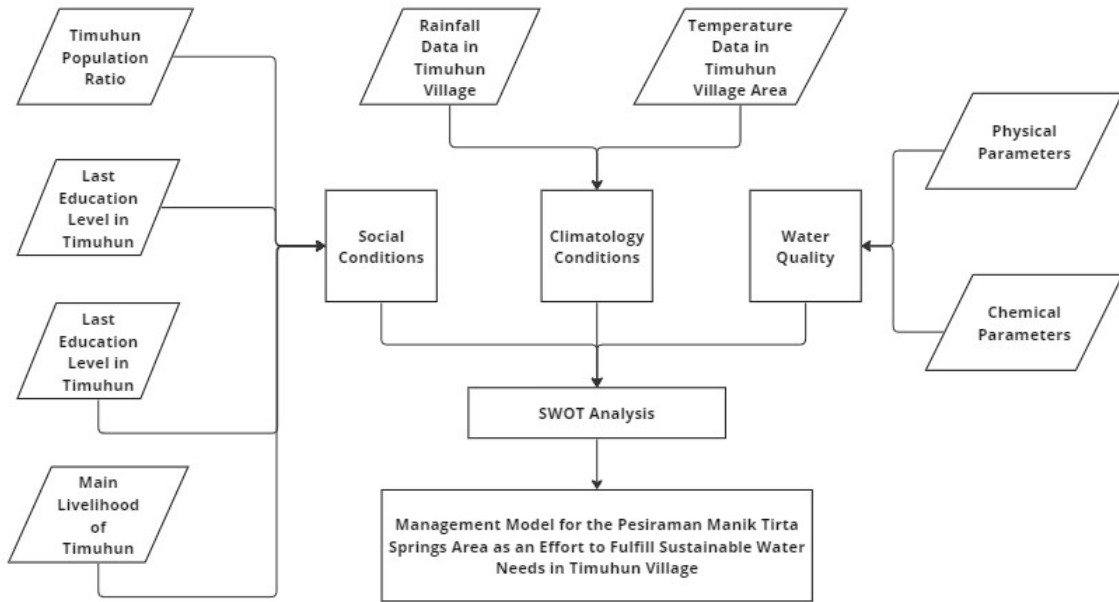 Timuhun
Population
Ratio
Rainfall
Data in
Timuhun
Village
Temperature
Data in
Timuhun
Village Area
Physical
Parameters
Last
Education
Level in
Timuhun
Social
Conditions
Climatology
Conditions
Water
Quality
Chemical
Parameters
Last
Education
Level in
Timuhun
SWOT Analysis
Main
Livelihood
of
Timuhun
Management Model for the Pesiraman Manik Tirta
Springs Area as an Effort to Fulfill Sustainable Water
Needs in Timuhun Village